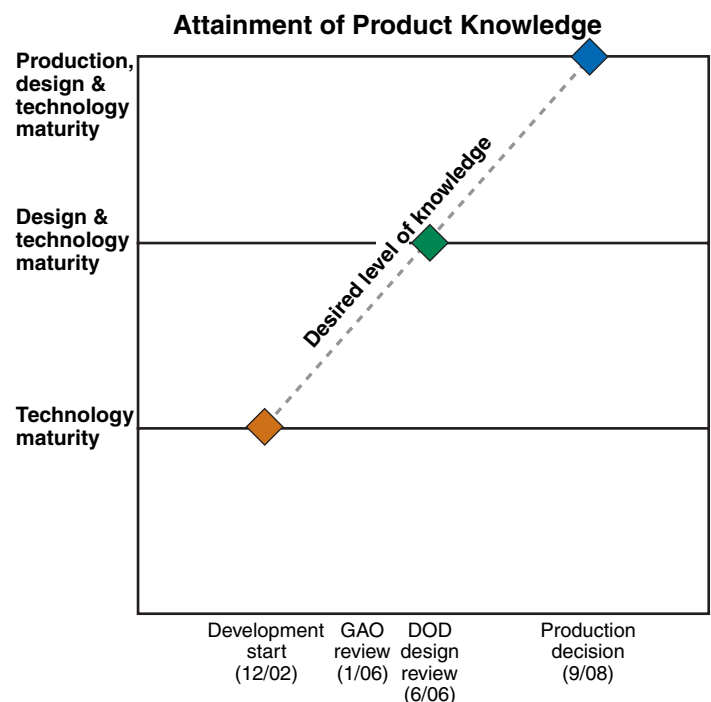 Attainment of Product Knowledge
Production,
design &
technology
maturity
Design &
technology
maturity
Technology
maturity
Desired level of knowledge
Development
start
(12/02)
GAO
review
(1/06)
DOD
design
review
(6/06)
Production
decision
(9/08)